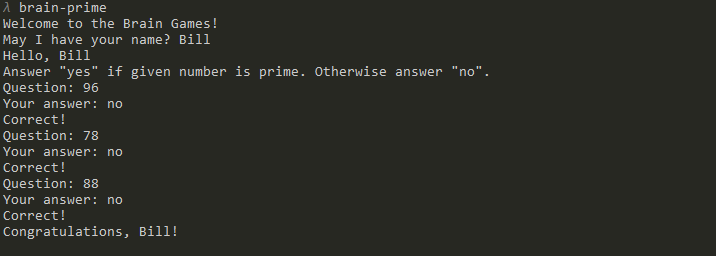 λ brain-prime
Welcome to the Brain Games!
May I have your name? Bill
Hello, Bill
Answer "yes" if given number is prime. Otherwise answer "no".
Question: 96
Your answer: no
Correct!
Question: 78
Your answer: no
Correct!
Question: 88
Your answer: no
Correct!
Congratulations, Bill!